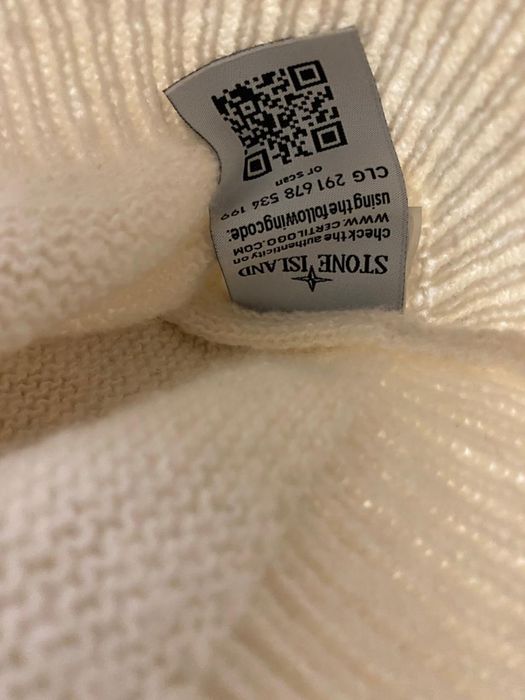 STONE ISLAND
check the authenticity on
WWW.CERTILOGO.COM
using the following code:
CLG 291 678 534 199
or scan